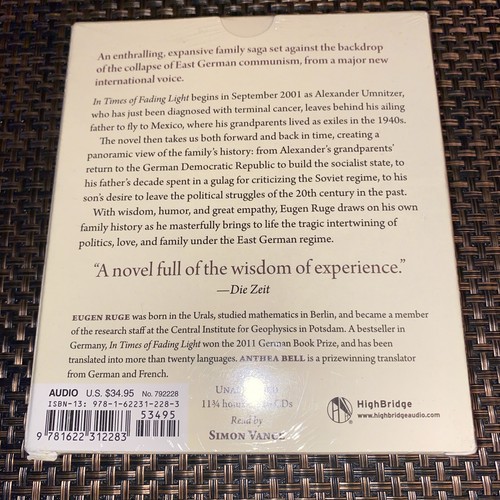 An enthralling, expansive family saga set against the backdrop
of the collapse of East German communism, from a major new
international voice.
In Times of Fading Light begins in September 2001 as Alexander Umnitzer,
who has just been diagnosed with terminal cancer, leaves behind his ailing
father to fly to Mexico, where his grandparents lived as exiles in the 1940s.
The novel then takes us both forward and back in time, creating a
panoramic view of the family's history: from Alexander's grandparents'
return to the German Democratic Republic to build the socialist state, to
his father's decade spent in a gulag for criticizing the Soviet regime, to his
son's desire to leave the political struggles of the 20th century in the past.
With wisdom, humor, and great empathy, Eugen Ruge draws on his own
family history as he masterfully brings to life the tragic intertwining of
politics, love, and family under the East German regime.
“A novel full of the wisdom of experience.”
—Die Zeit
EUGEN RUGE was born in the Urals, studied mathematics in Berlin, and became a member
of the research staff at the Central Institute for Geophysics in Potsdam. A bestseller in
Germany, In Times of Fading Light won the 2011 German Book Prize, and has been
translated into more than twenty languages. ANTHEA BELL is a prizewinning translator
from German and French.
AUDIO U.S. $34.95 No. 792228
ISBN-13: 978-1-62231-228-3
53495
9 781622 312283
11¾ CDs
Read by
SIMON VANCE
HighBridge
www.highbridgeaudio.com